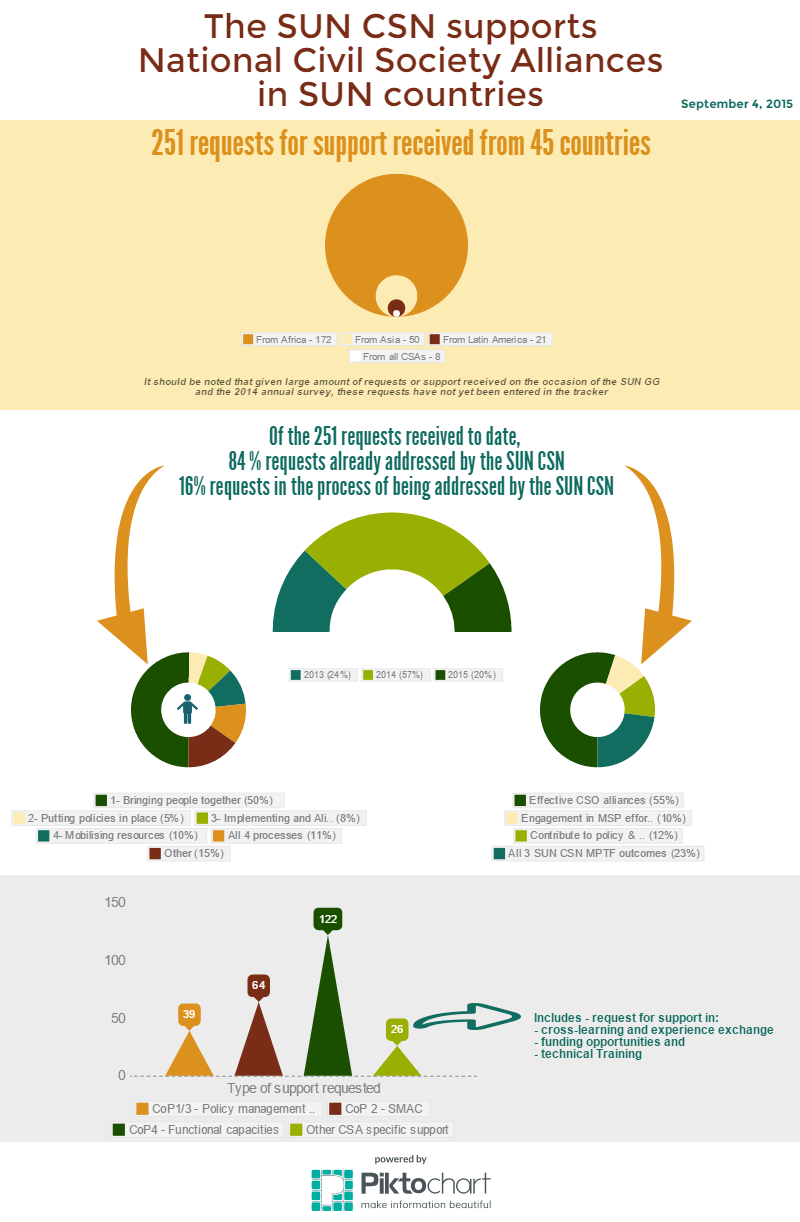 The SUN CSN supports
National Civil Society Alliances
in SUN countries
September 4, 2015
251 requests for support received from 45 countries
From Africa - 172
From Asia - 50
From Latin America - 21
From all CSAs - 8
It should be noted that given large amount of requests or support received on the occasion of the SUN GG
and the 2014 annual survey, these requests have not yet been entered in the tracker
Of the 251 requests received to date,
84 % requests already addressed by the SUN CSN
16% requests in the process of being addressed by the SUN CSN
2013 (24%)
2014 (57%)
2015 (20%)
1- Bringing people together (50%)
2- Putting policies in place (5%)
3- Implementing and Ali.. (8%)
4- Mobilising resources (10%)
All 4 processes (11%)
Other (15%)
Effective CSO alliances (55%)
Engagement in MSP effor.. (10%)
Contribute to policy & .. (12%)
All 3 SUN CSN MPTF outcomes (23%)
150
100
50
0
39
64
122
26
Type of support requested
CoP1/3 - Policy management ..
CoP 2 - SMAC
CoP4 - Functional capacities
Other CSA specific support
Includes - request for support in:
- cross-learning and experience exchange
- funding opportunities and
- technical Training
powered by
Piktochart
make information beautiful